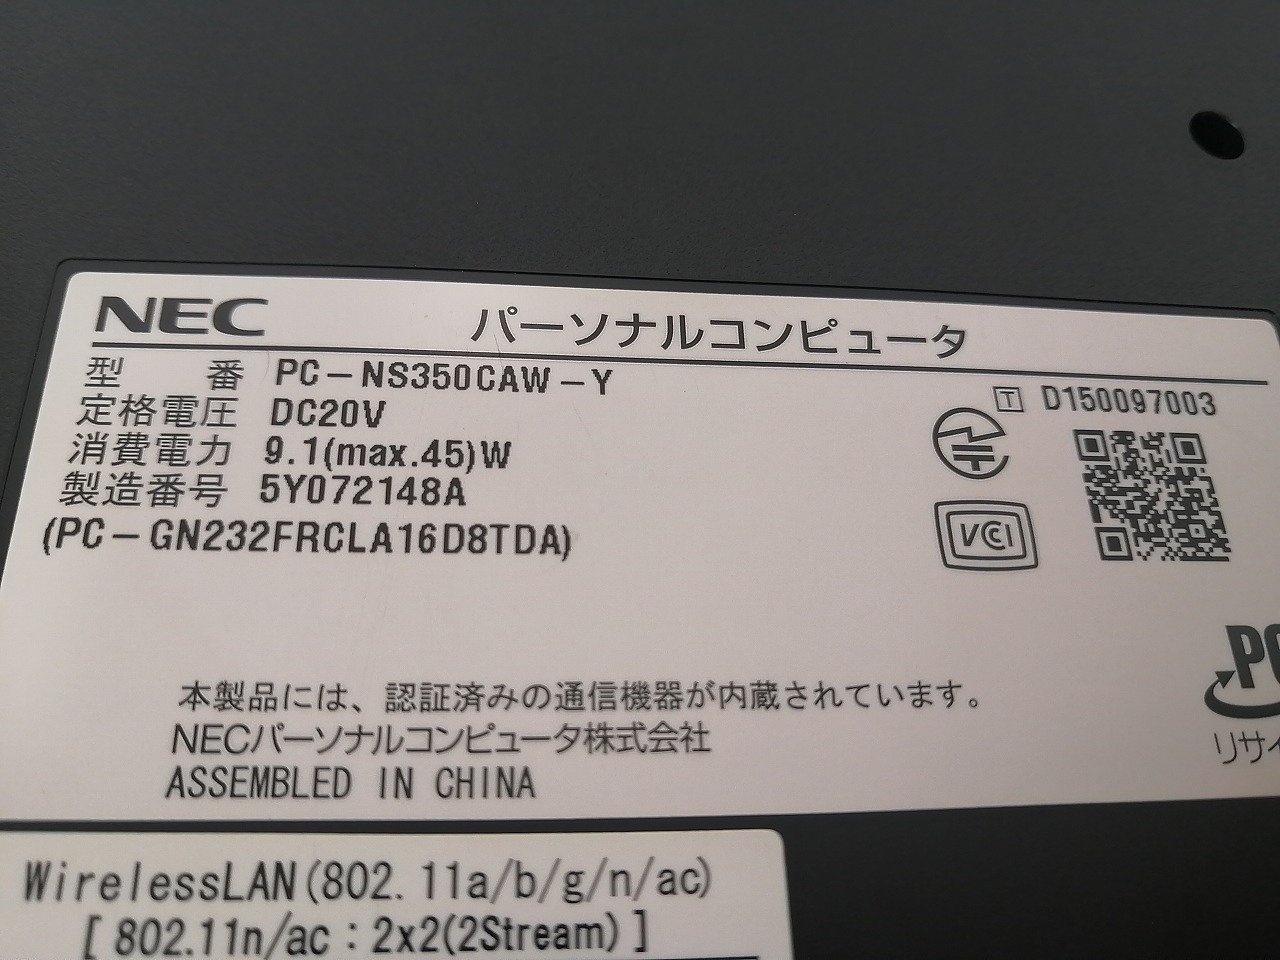 NEC パーソナルコンピュータ
型 番 PC-NS350CAW-Y
定格電圧 DC20V
消費電力 9.1(max.45)W
製造番号 5Y072148A
(PC-GN232FRCLA16D8TDA)
T D150097003
VCI
PC
リサイ
本製品には、認証済みの通信機器が内蔵されています。
NECパーソナルコンピュータ株式会社
ASSEMBLED IN CHINA
WirelessLAN(802.11a/b/g/n/ac)
[ 802.11n/ac:2x2(2Stream) ]